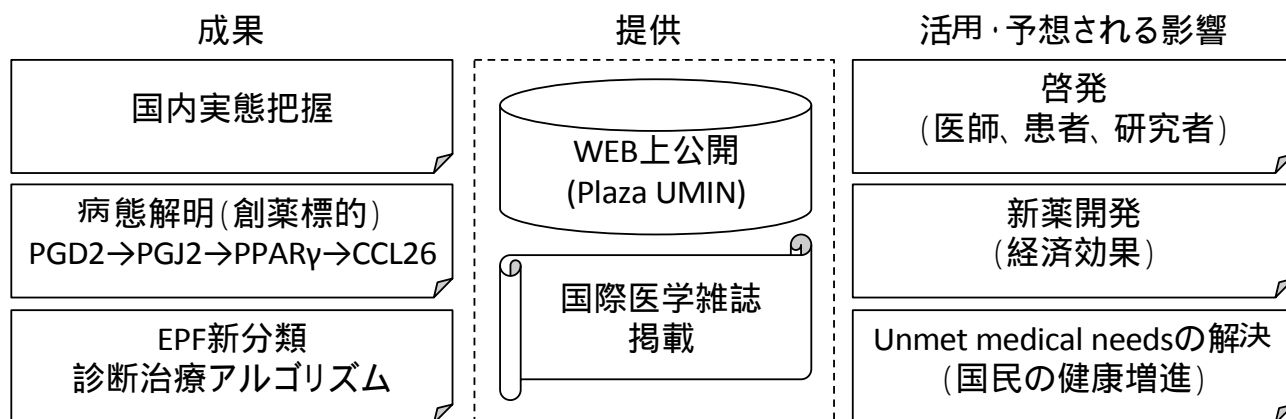 成果
国内実態把握
病態解明(創薬標的)
PGD2→PGJ2→PPARγ→CCL26
EPF新分類
診断治療アルゴリズム
提供
WEB上公開
(Plaza UMIN)
国際医学雑誌
掲載
活用・予想される影響
啓発
(医師、患者、研究者)
新薬開発
(経済効果)
Unmet medical needsの解決
(国民の健康増進)